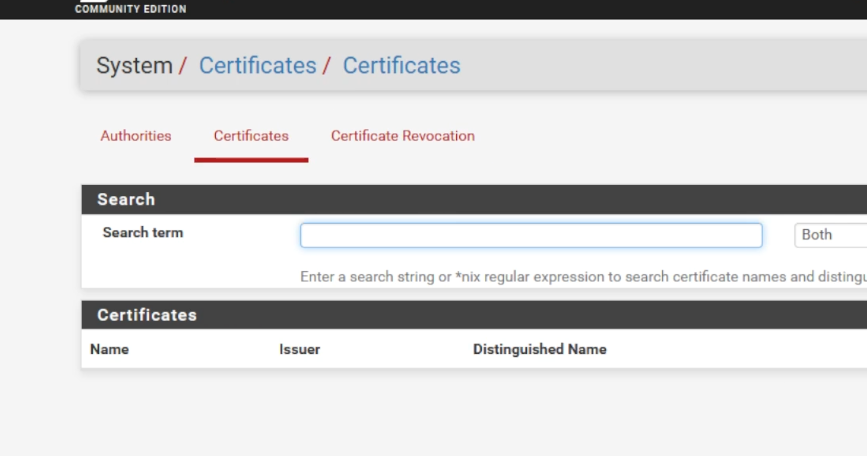 COMMUNITY EDITION
System / Certificates / Certificates
Authorities Certificates Certificate Revocation
Search
Search term Both
Enter a search string or *nix regular expression to search certificate names and
Certificates
Name Issuer Distinguished Name